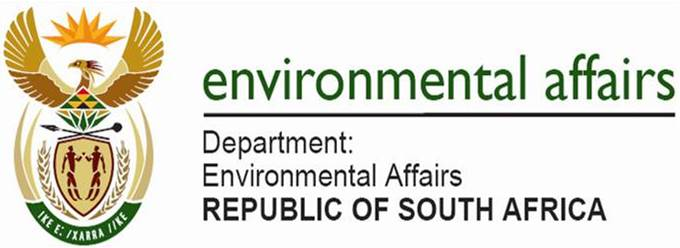 environmental affairs
Department:
Environmental Affairs
REPUBLIC OF SOUTH AFRICA
!KE E: /XARRA //KE